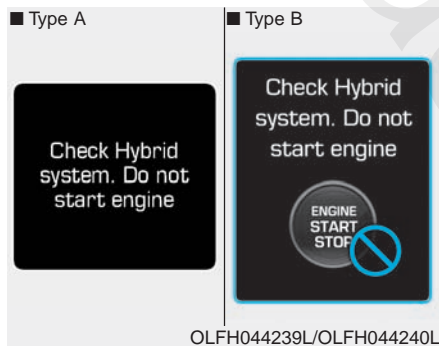 ■ Type A
■ Type B
Check Hybrid
system. Do not
start engine
Check Hybrid
system. Do not
start engine
ENGINE
START
STOP
OLFH044239L/OLFH044240L